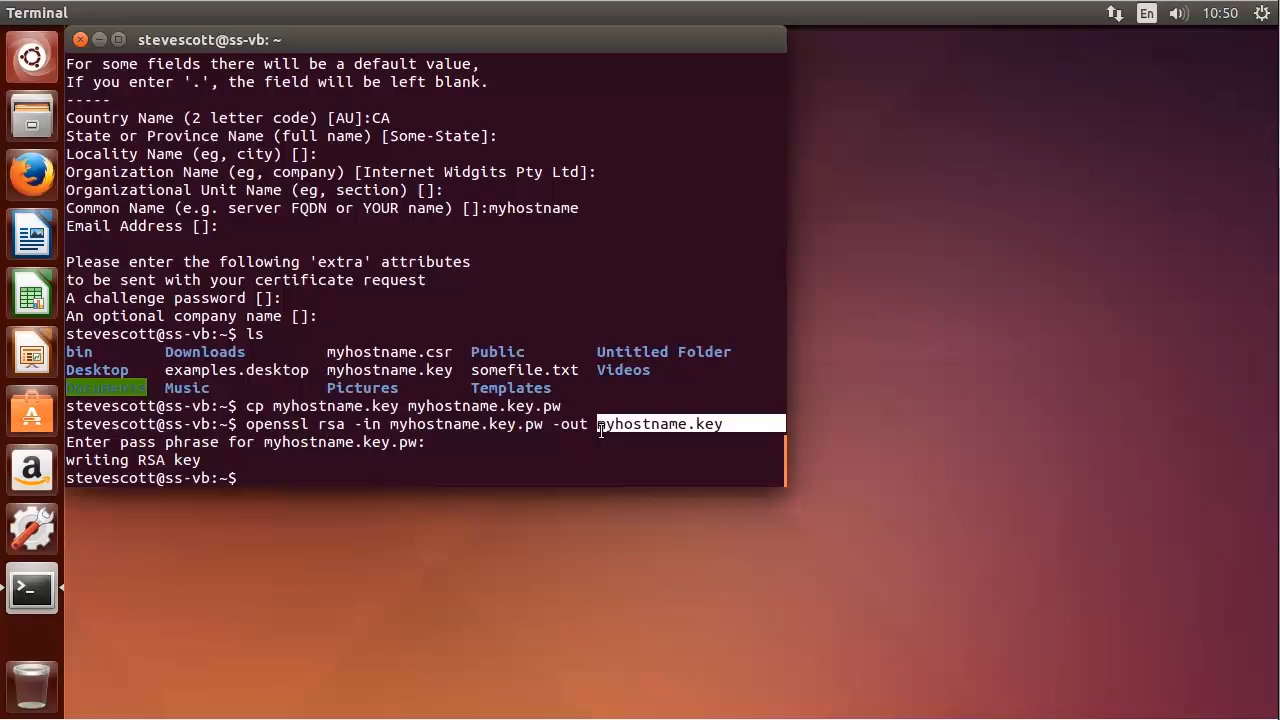 Terminal
En
10:50
stevescott@ss-vb: ~
For some fields there will be a default value,
If you enter '.', the field will be left blank.
-----
Country Name (2 letter code) [AU]:CA
State or Province Name (full name) [Some-State]:
Locality Name (eg, city) []:
Organization Name (eg, company) [Internet Widgits Pty Ltd]:
Organizational Unit Name (eg, section) []:
Common Name (e.g. server FQDN or YOUR name) []:myhostname
Email Address []:
Please enter the following 'extra' attributes
to be sent with your certificate request
A challenge password []:
An optional company name []:
stevescott@ss-vb:~$ ls
bin Downloads myhostname.csr Public Untitled Folder
Desktop examples.desktop myhostname.key somefile.txt Videos
Documents Music Pictures Templates
stevescott@ss-vb:~$ cp myhostname.key myhostname.key.pw
stevescott@ss-vb:~$ openssl rsa -in myhostname.key.pw -out myhostname.key
Enter pass phrase for myhostname.key.pw:
writing RSA key
stevescott@ss-vb:~$